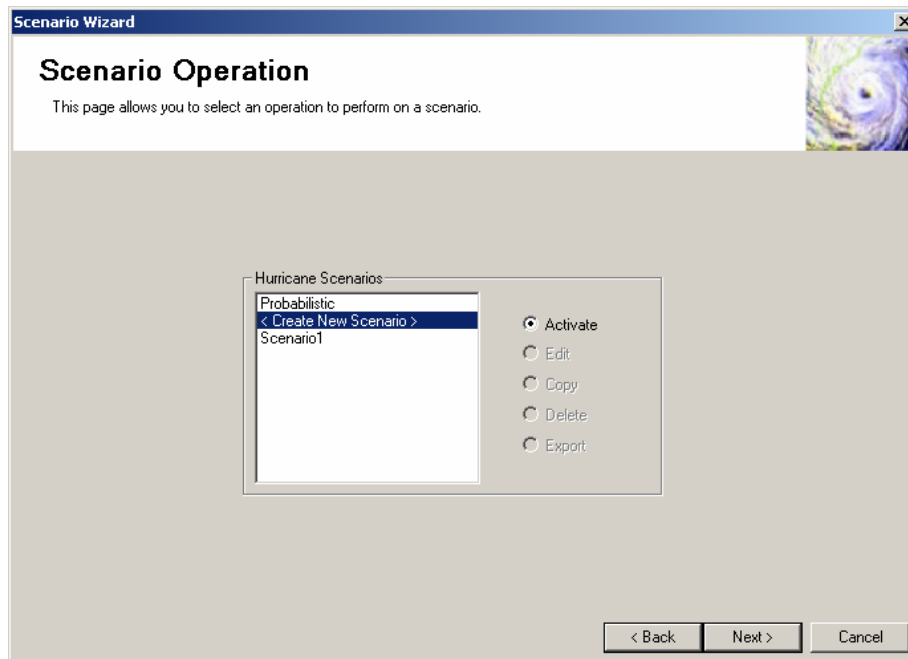 Scenario Wizard
Scenario Operation
This page allows you to select an operation to perform on a scenario.
Hurricane Scenarios
Probabilistic
< Create New Scenario >
Scenario1
Activate
Edit
Copy
Delete
Export
< Back
Next >
Cancel